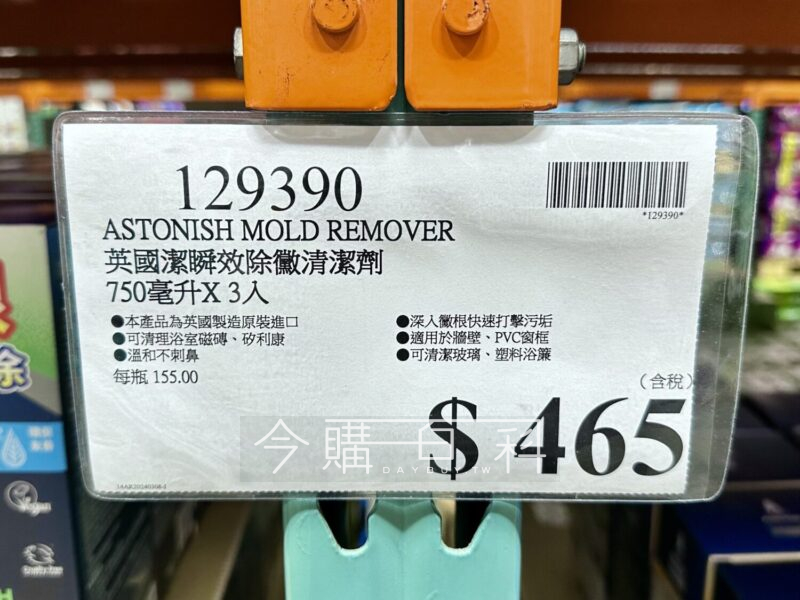 129390
*129390*
ASTONISH MOLD REMOVER
英國潔瞬效除黴清潔劑
750毫升X 3入
●本產品為英國製造原裝進口
●可清理浴室磁磚、矽利康
●溫和不刺鼻
●深入黴根快速打擊污垢
●適用於牆壁、PVC窗框
●可清潔玻璃、塑料浴簾
每瓶 155.00
(含稅)
$ 465
今購百科
DAYBUY.TW
除
Vegan